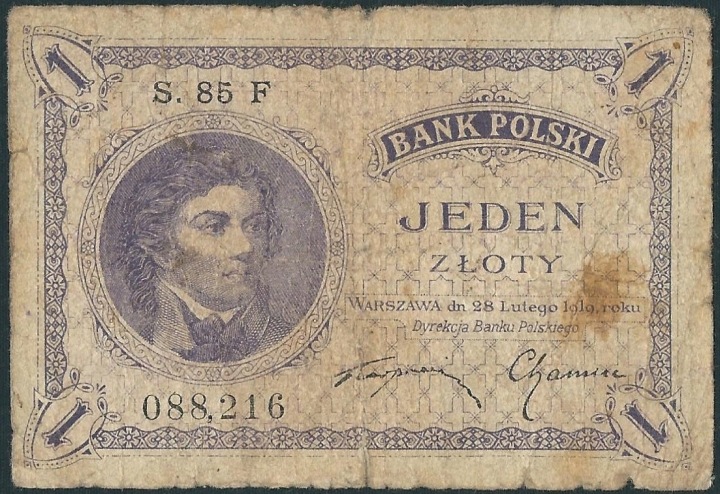 1
1
S. 85 F
BANK POLSKI
JEDEN
ZŁOTY
WARSZAWA dn. 28 Lutego 1919, roku
Dyrekcja Banku Polskiego
088,216
1
1